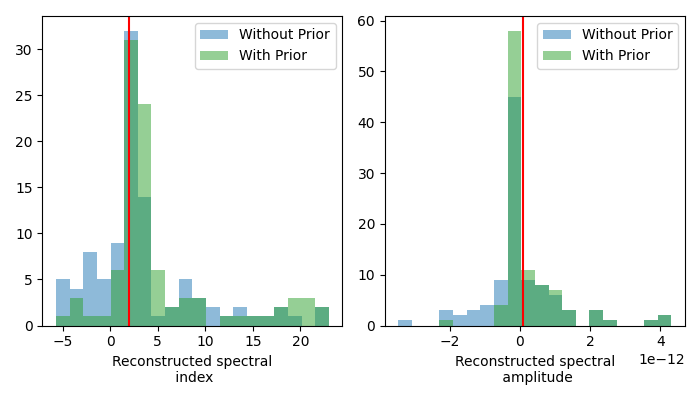 Without Prior
With Prior
30
25
20
15
10
5
0
−5
0
5
10
15
20
Reconstructed spectral
index
Without Prior
With Prior
60
50
40
30
20
10
0
−2
0
2
4
1e−12
Reconstructed spectral
amplitude